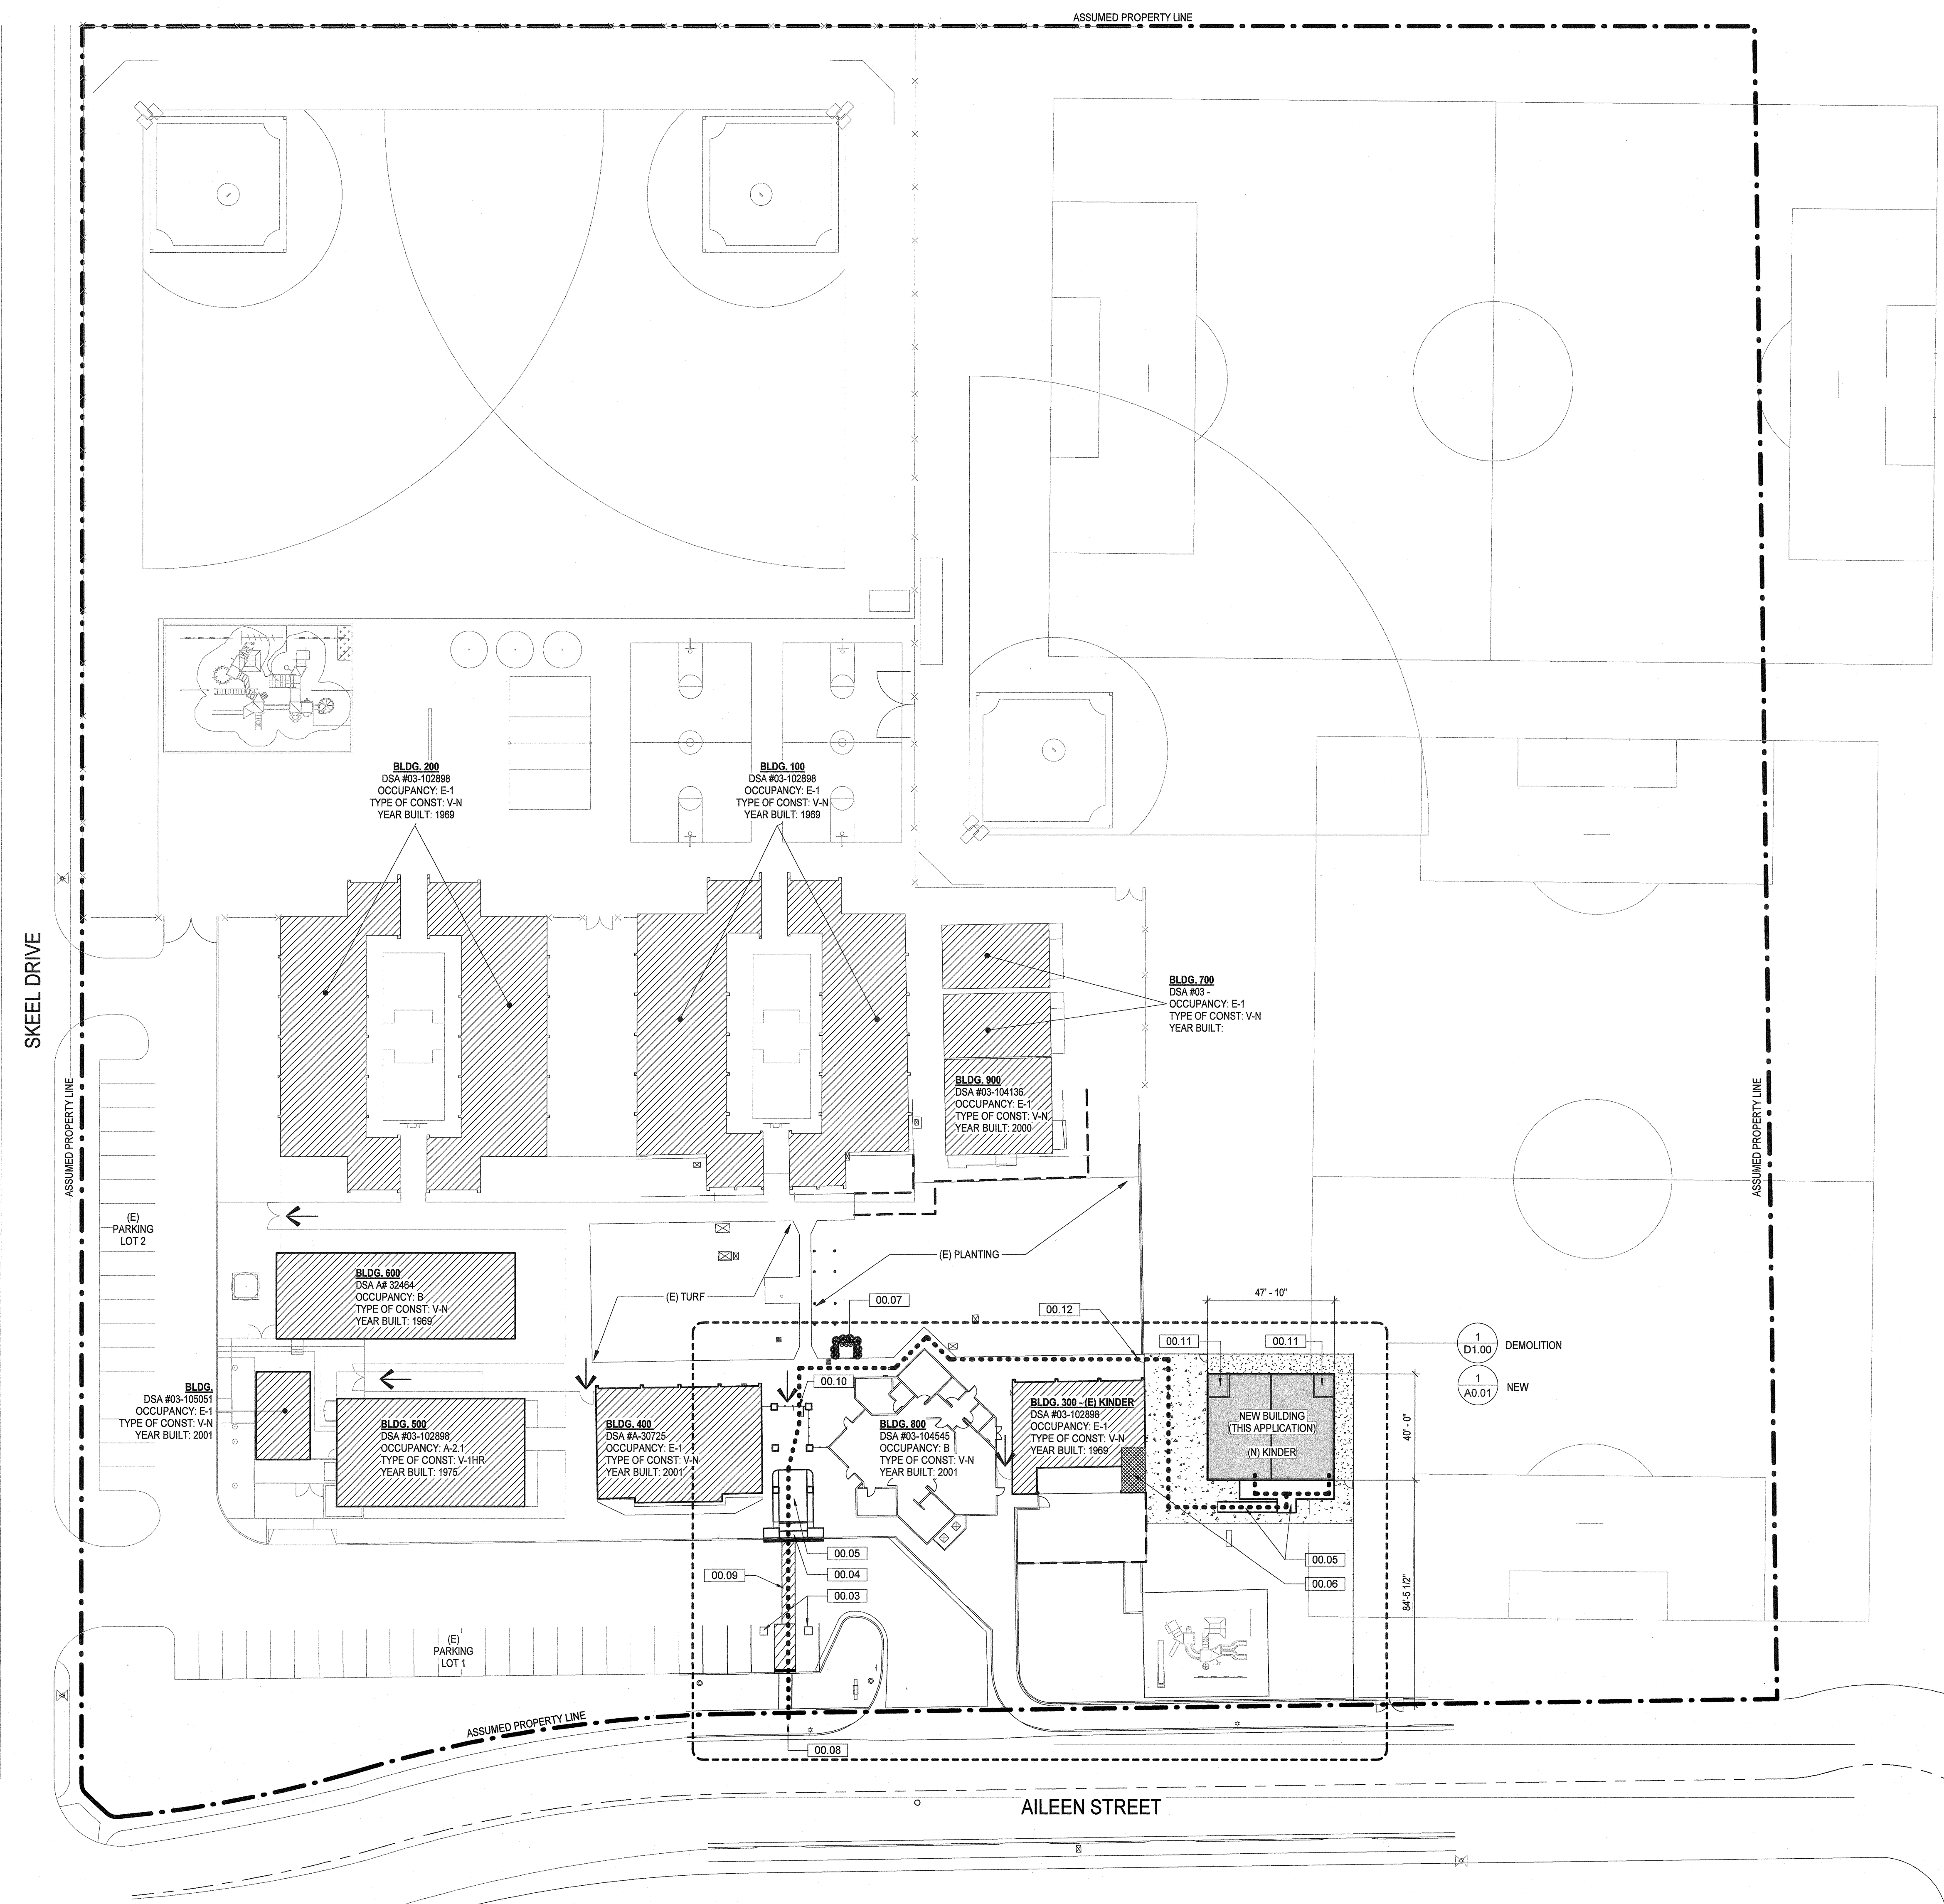 ASSUMED PROPERTY LINE
BLDG. 200
DSA #03-102898
OCCUPANCY: E-1
TYPE OF CONST: V-N
YEAR BUILT: 1969
BLDG. 100
DSA #03-102898
OCCUPANCY: E-1
TYPE OF CONST: V-N
YEAR BUILT: 1969
SKEEL DRIVE
ASSUMED PROPERTY LINE
BLDG. 700
DSA #03 -
OCCUPANCY: E-1
TYPE OF CONST: V-N
YEAR BUILT:
BLDG. 900
DSA #03-104136
OCCUPANCY: E-1
TYPE OF CONST: V-N
YEAR BUILT: 2000
ASSUMED PROPERTY LINE
(E)
PARKING
LOT 2
(E) PLANTING
(E) TURF
BLDG. 600
DSA A# 32464
OCCUPANCY: B
TYPE OF CONST: V-N
YEAR BUILT: 1969
00.07
00.12
47' - 10"
00.11
00.11
1
D1.00
DEMOLITION
1
A0.01
NEW
BLDG.
DSA #03-105051
OCCUPANCY: E-1
TYPE OF CONST: V-N
YEAR BUILT: 2001
BLDG. 500
DSA #03-102898
OCCUPANCY: A-2.1
TYPE OF CONST: V-1HR
YEAR BUILT: 1975
BLDG. 400
DSA #A-30725
OCCUPANCY: E-1
TYPE OF CONST: V-N
YEAR BUILT: 2001
00.10
BLDG. 800
DSA #03-104545
OCCUPANCY: B
TYPE OF CONST: V-N
YEAR BUILT: 2001
BLDG. 300 - (E) KINDER
DSA #03-102898
OCCUPANCY: E-1
TYPE OF CONST: V-N
YEAR BUILT: 1969
NEW BUILDING
(THIS APPLICATION)
(N) KINDER
40' - 0"
00.05
00.04
00.09
00.03
00.05
00.06
84'-5 1/2"
(E)
PARKING
LOT 1
ASSUMED PROPERTY LINE
00.08
AILEEN STREET